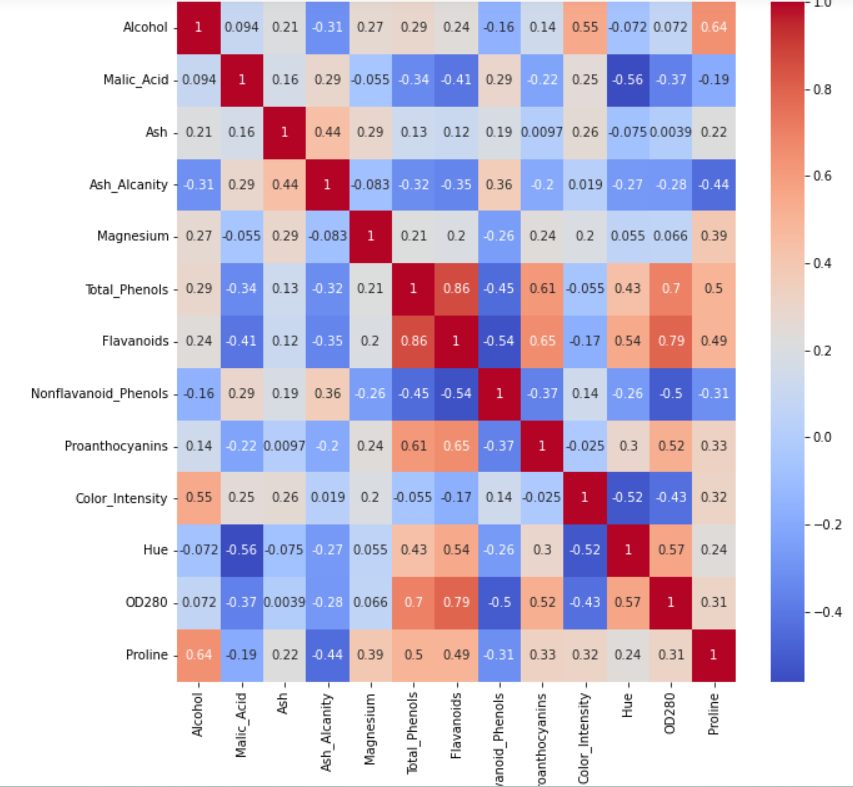 Alcohol 1 0.094 0.21 -0.31 0.27 0.29 0.24 -0.16 0.14 0.55 -0.072 0.072 0.64
Malic_Acid 0.094 1 0.16 0.29 -0.055 -0.34 -0.41 0.29 -0.22 0.25 -0.56 -0.37 -0.19
Ash 0.21 0.16 1 0.44 0.29 0.13 0.12 0.19 0.0097 0.26 -0.075 0.0039 0.22
Ash_Alcanity -0.31 0.29 0.44 1 -0.083 -0.32 -0.35 0.36 -0.2 0.019 -0.27 -0.28 -0.44
Magnesium 0.27 -0.055 0.29 -0.083 1 0.21 0.2 -0.26 0.24 0.2 0.055 0.066 0.39
Total_Phenols 0.29 -0.34 0.13 -0.32 0.21 1 0.86 -0.45 0.61 -0.055 0.43 0.7 0.5
Flavanoids 0.24 -0.41 0.12 -0.35 0.2 0.86 1 -0.54 0.65 -0.17 0.54 0.79 0.49
Nonflavanoid_Phenols -0.16 0.29 0.19 0.36 -0.26 -0.45 -0.54 1 -0.37 0.14 -0.26 -0.5 -0.31
Proanthocyanins 0.14 -0.22 0.0097 -0.2 0.24 0.61 0.65 -0.37 1 -0.025 0.3 0.52 0.33
Color_Intensity 0.55 0.25 0.26 0.019 0.2 -0.055 -0.17 0.14 -0.025 1 -0.52 -0.43 0.32
Hue -0.072 -0.56 -0.075 -0.27 0.055 0.43 0.54 -0.26 0.3 -0.52 1 0.57 0.24
OD280 0.072 -0.37 0.0039 -0.28 0.066 0.7 0.79 -0.5 0.52 -0.43 0.57 1 0.31
Proline 0.64 -0.19 0.22 -0.44 0.39 0.5 0.49 -0.31 0.33 0.32 0.24 0.31 1
Alcohol
Malic_Acid
Ash
Ash_Alcanity
Magnesium
Total_Phenols
Flavanoids
vanoid_Phenols
oanthocyanins
Color_Intensity
Hue
OD280
Proline
1.0
0.8
0.6
0.4
0.2
0.0
−0.2
−0.4